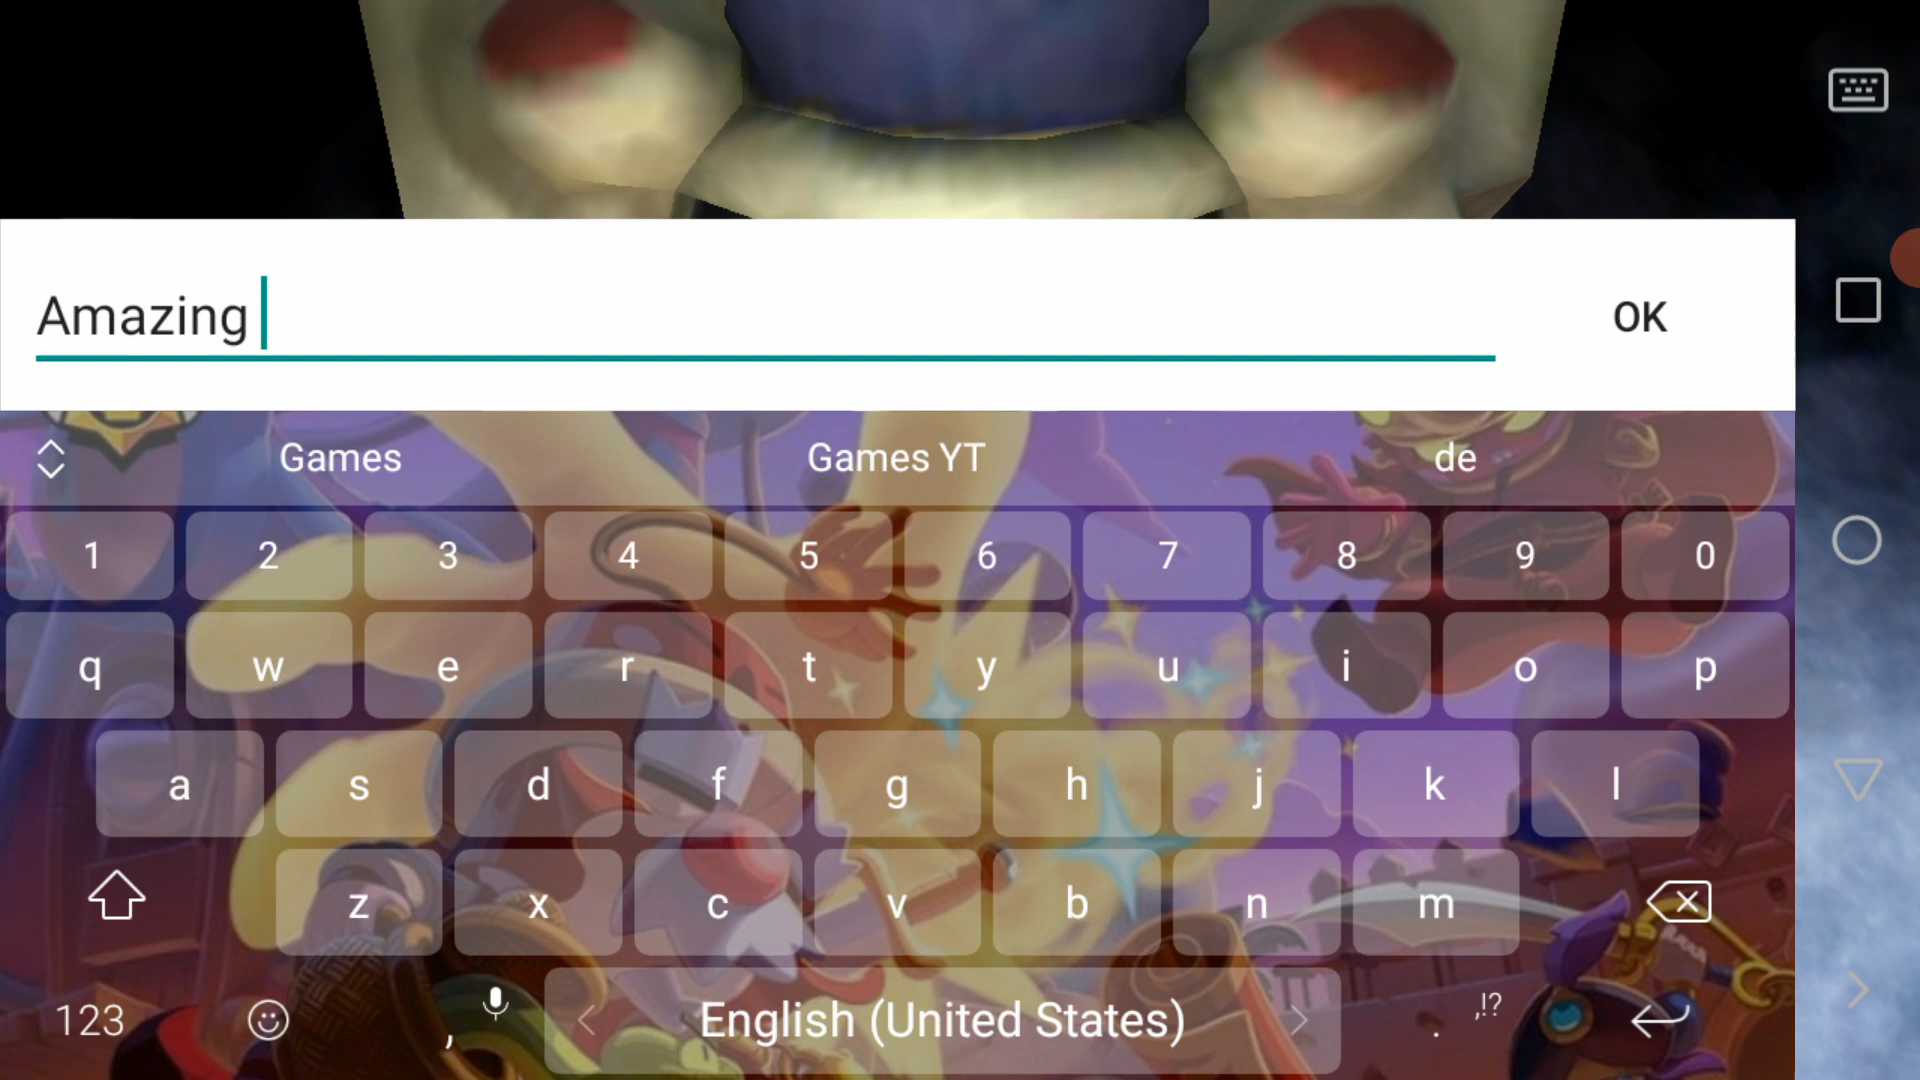 Amazing
OK
Games Games YT de
1 2 3 4 5 6 7 8 9 0
q w e r t y u i o p
a s d f g h j k l
z x c v b n m
123 , < English (United States) > . ,!?